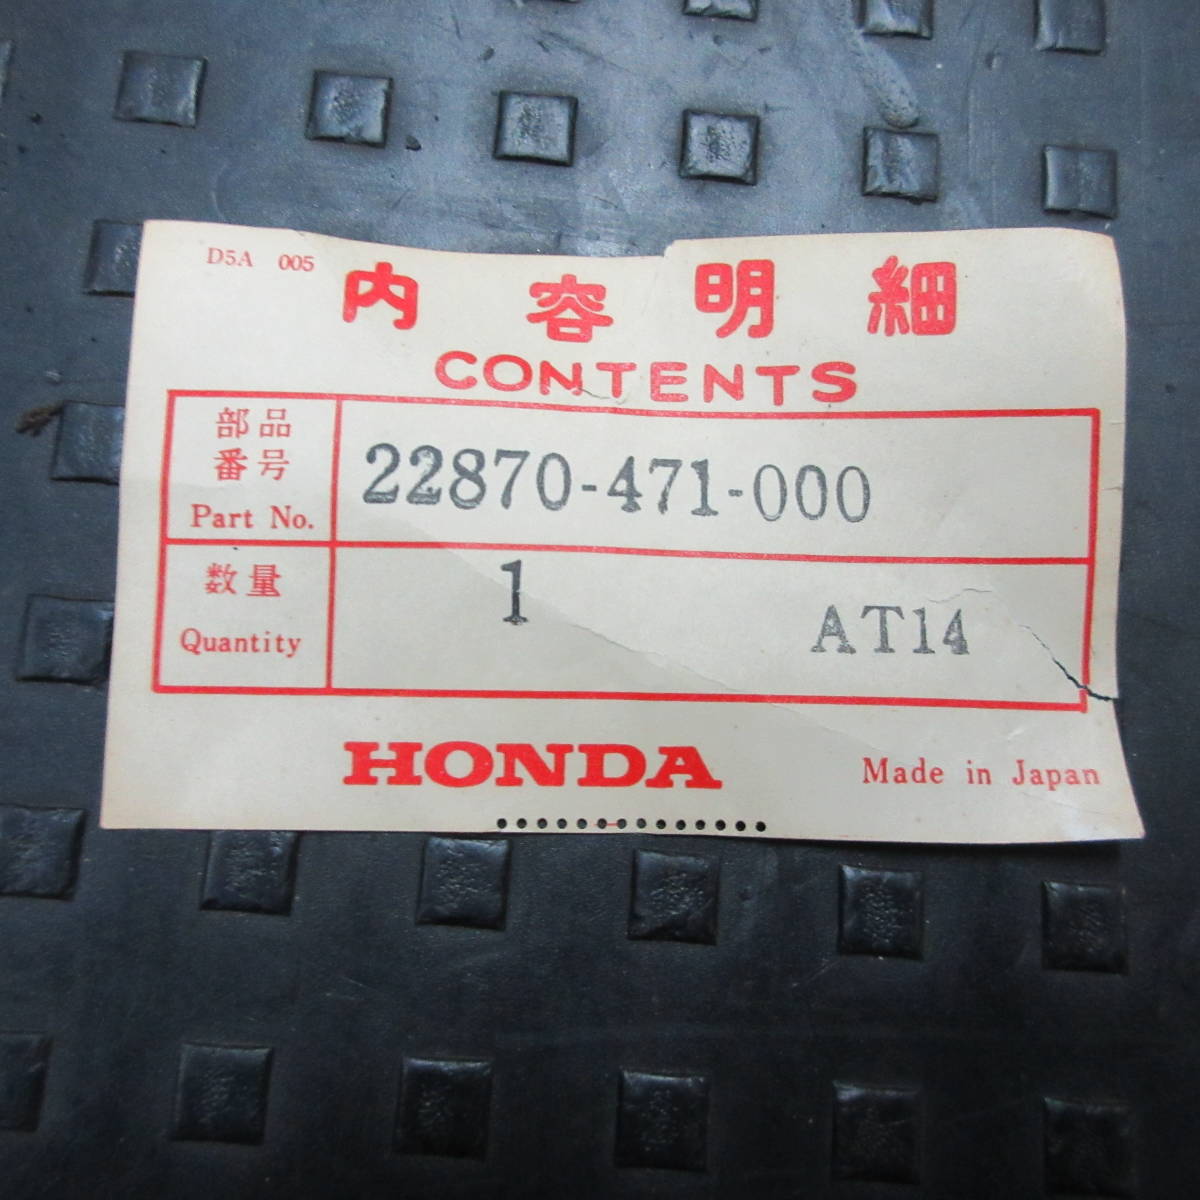 D5A 005
内容明細
CONTENTS
部品
番号
Part No.
22870-471-000
数量
Quantity
1
AT14
HONDA
Made in Japan